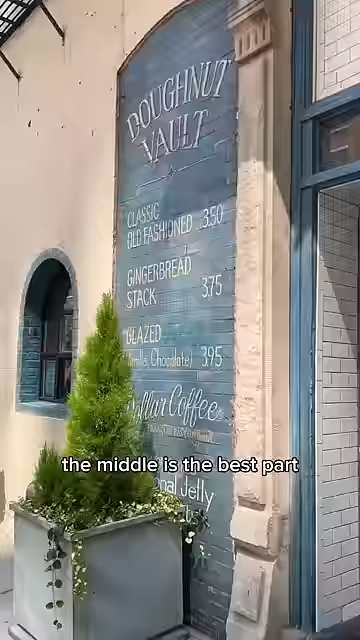 DOUGHNUT
VAULT
CLASSIC
OLD FASHIONED 3.50
GINGERBREAD
STACK 3.75
GLAZED
Chocolate) 3.95
Dollar Coffee
the middle is the best part
Jelly